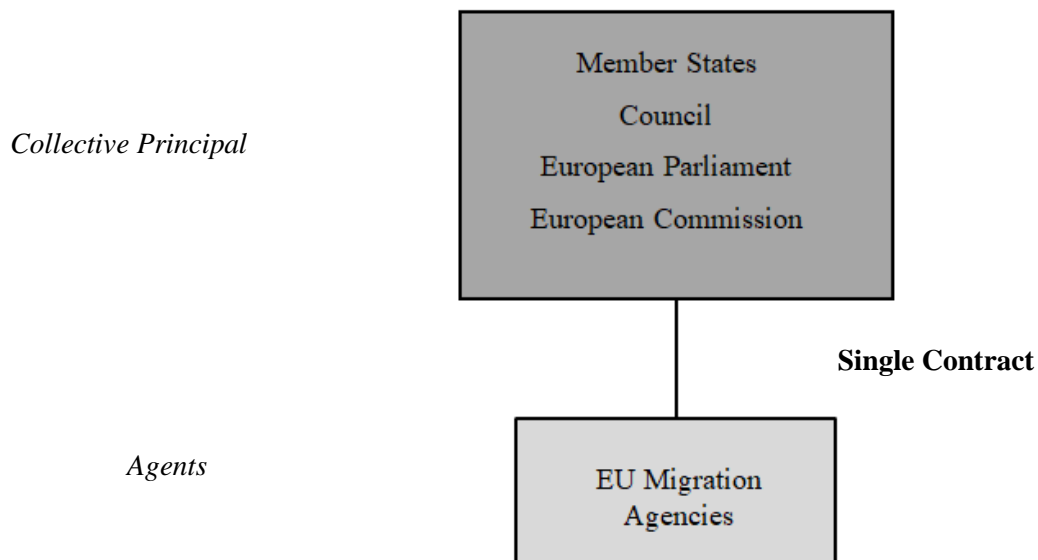 Member States
Council
Collective Principal
European Parliament
European Commission
Single Contract
Agents
EU Migration
Agencies